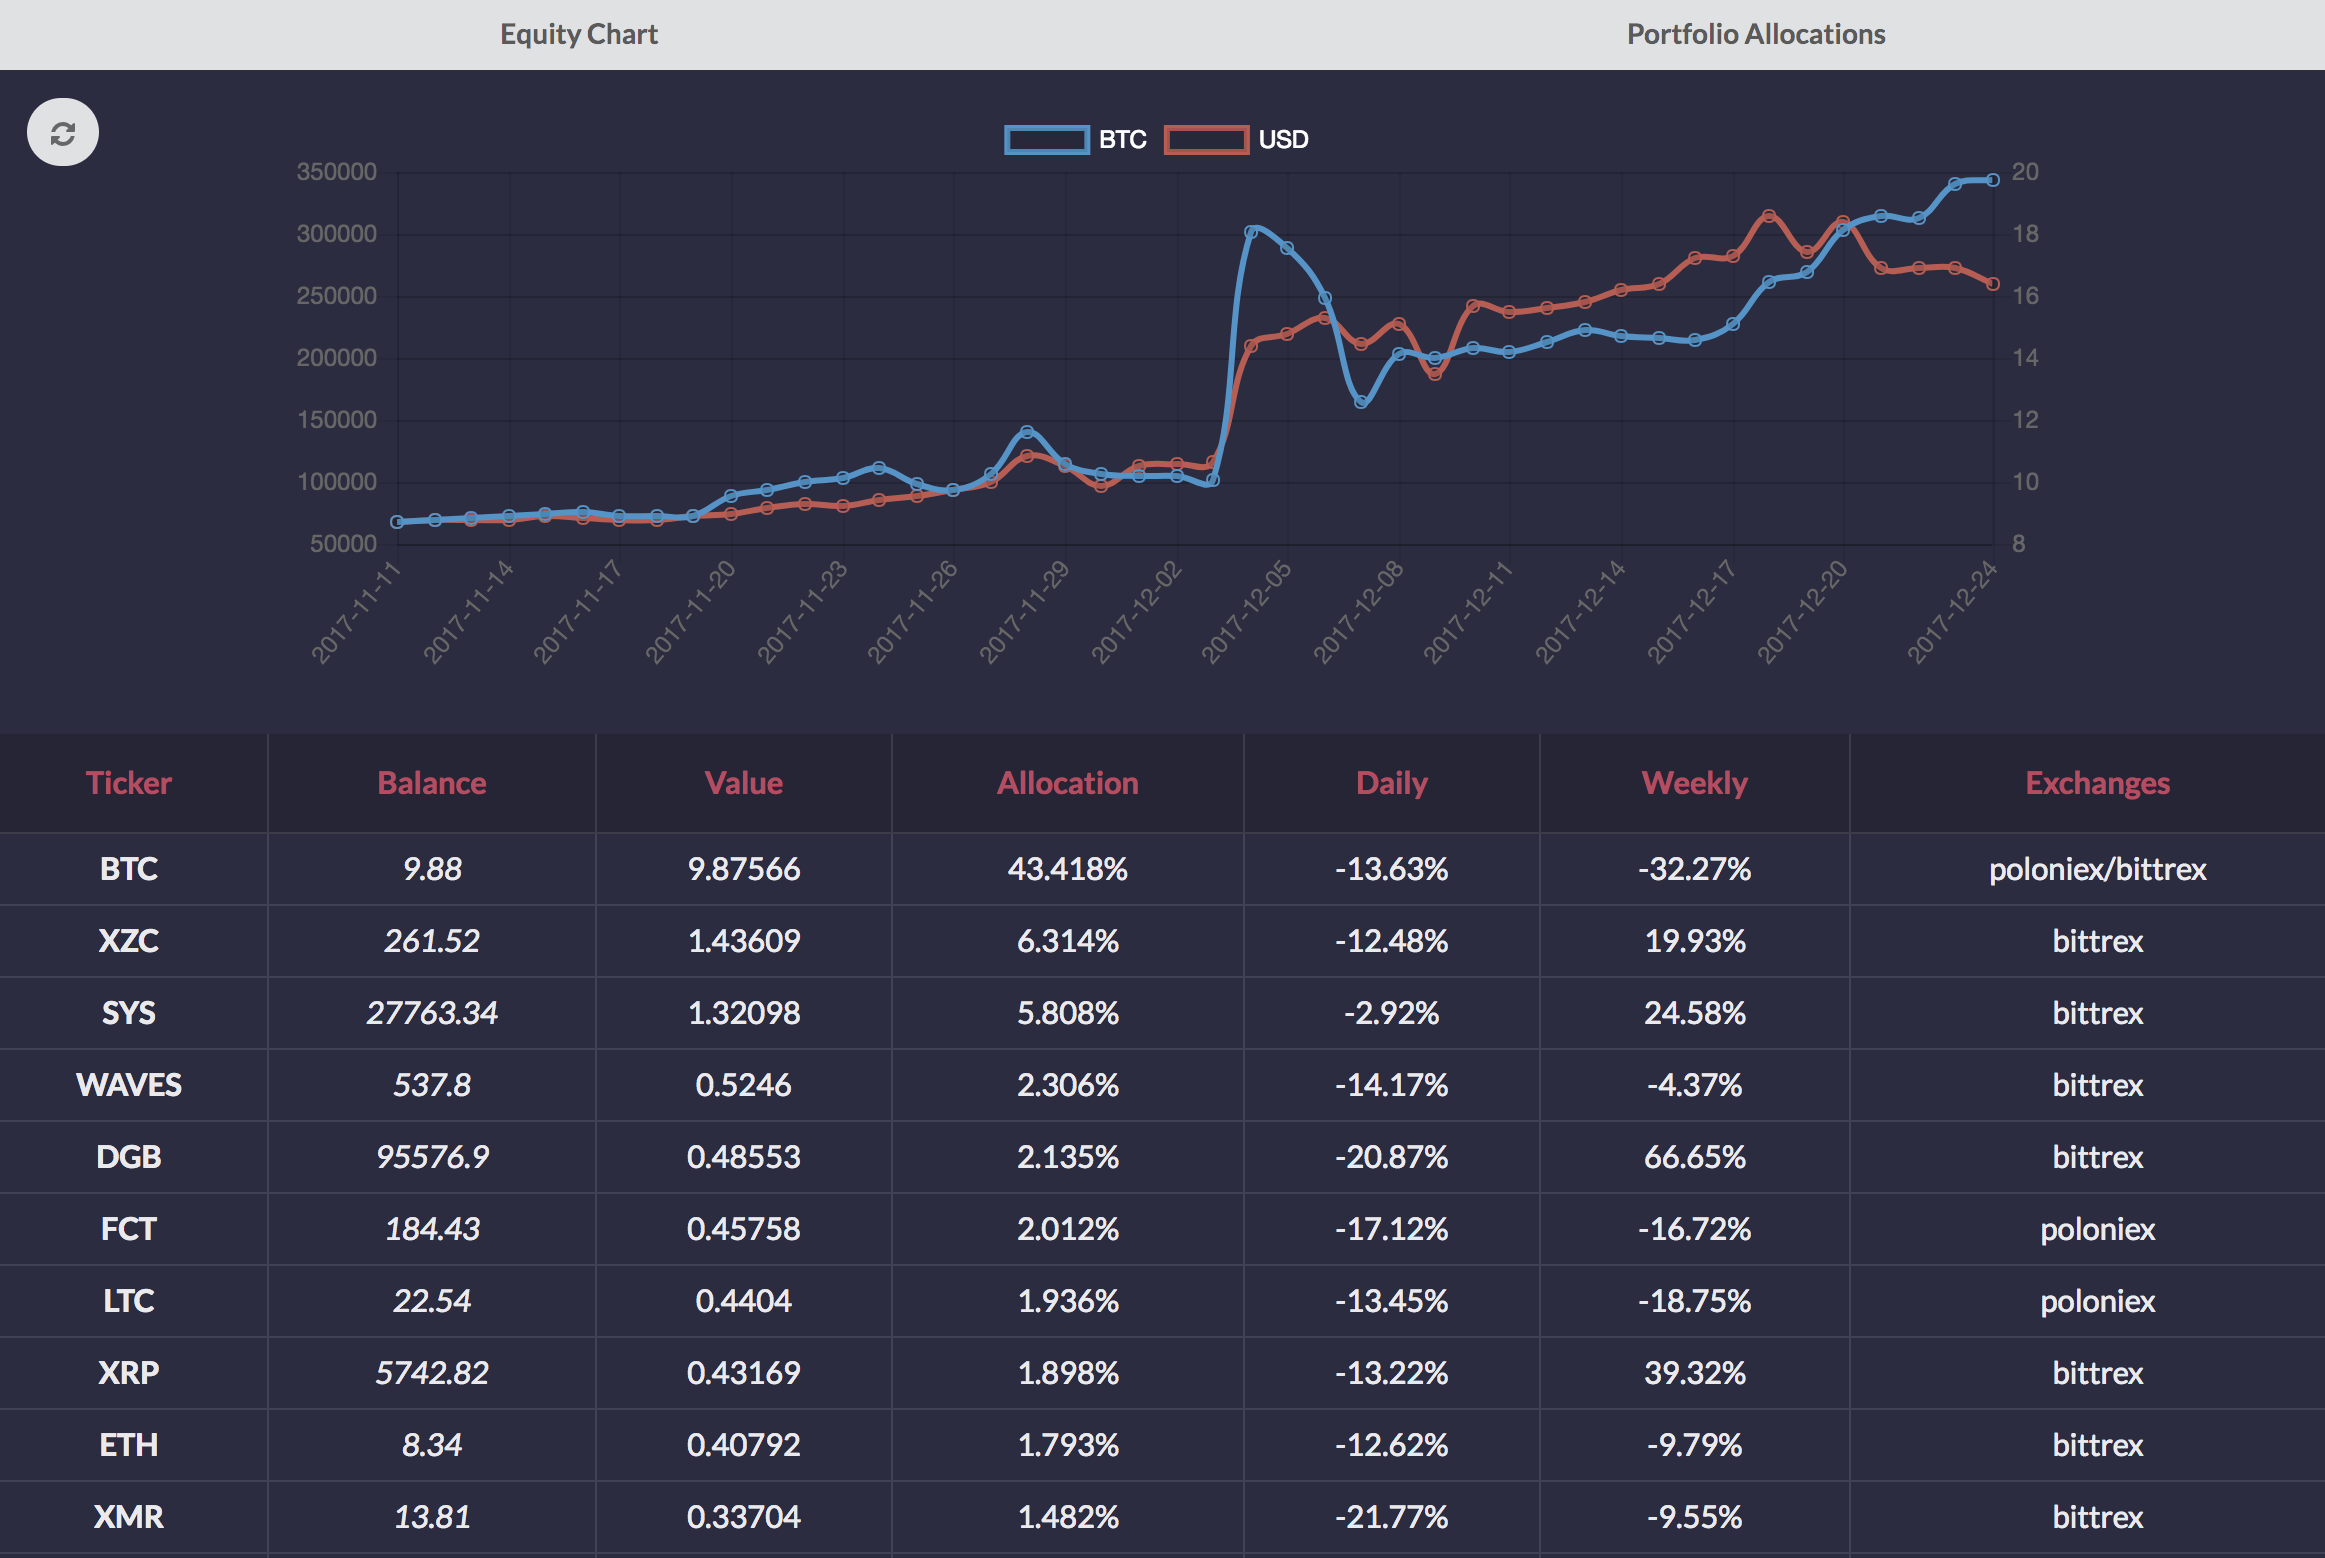 Equity Chart Portfolio Allocations
BTC USD
350000 20
300000 18
250000 16
200000 14
150000 12
100000 10
50000 8
2017-11-11 2017-11-14 2017-11-17 2017-11-20 2017-11-23 2017-11-26 2017-11-29 2017-12-02 2017-12-05 2017-12-08 2017-12-11 2017-12-14 2017-12-17 2017-12-20 2017-12-24
Ticker Balance Value Allocation Daily Weekly Exchanges
BTC 9.88 9.87566 43.418% -13.63% -32.27% poloniex/bittrex
XZC 261.52 1.43609 6.314% -12.48% 19.93% bittrex
SYS 27763.34 1.32098 5.808% -2.92% 24.58% bittrex
WAVES 537.8 0.5246 2.306% -14.17% -4.37% bittrex
DGB 95576.9 0.48553 2.135% -20.87% 66.65% bittrex
FCT 184.43 0.45758 2.012% -17.12% -16.72% poloniex
LTC 22.54 0.4404 1.936% -13.45% -18.75% poloniex
XRP 5742.82 0.43169 1.898% -13.22% 39.32% bittrex
ETH 8.34 0.40792 1.793% -12.62% -9.79% bittrex
XMR 13.81 0.33704 1.482% -21.77% -9.55% bittrex